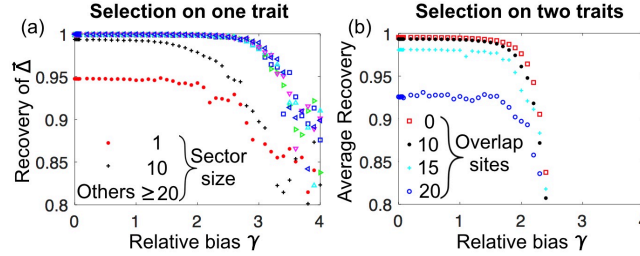 Selection on one trait
(a)
Recovery of Δ⃗
1
0.95
0.9
0.85
0.8
1
10
Others ≥20
Sector size
0 1 2 3 4
Relative bias γ
Selection on two traits
(b)
Average Recovery
1
0.95
0.9
0.85
0.8
0
10
15
20
Overlap sites
0 1 2 3 4
Relative bias γ